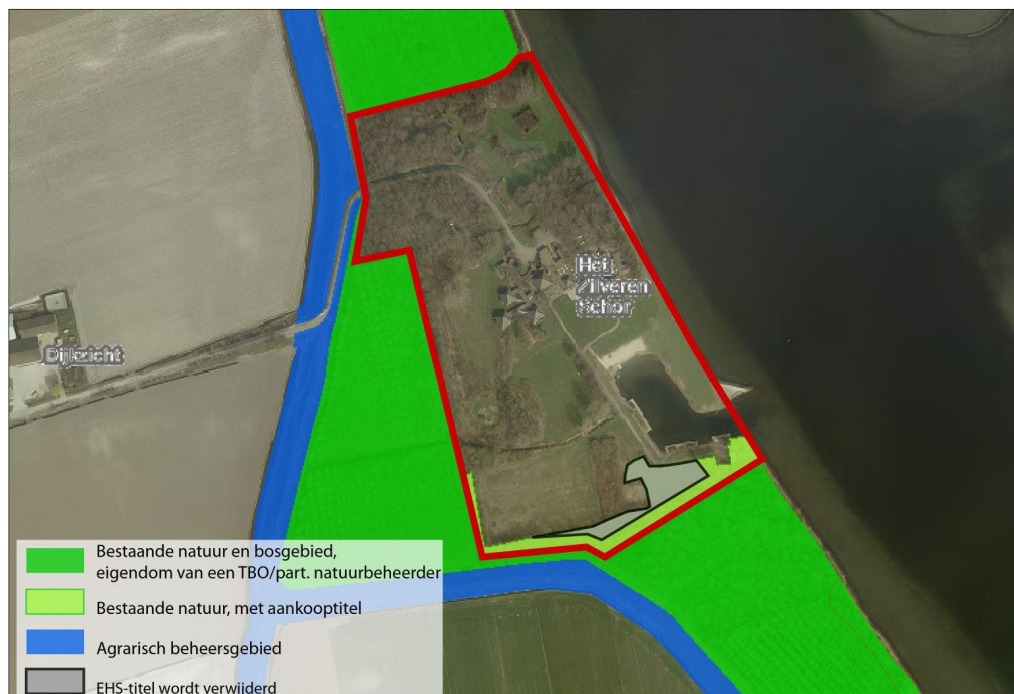 Het
Zilveren
Schor
Dijkzicht
Bestaande natuur en bosgebied,
eigendom van een TBO/part. natuurbeheerder
Bestaande natuur, met aankooptitel
Agrarisch beheersgebied
EHS-titel wordt verwijderd